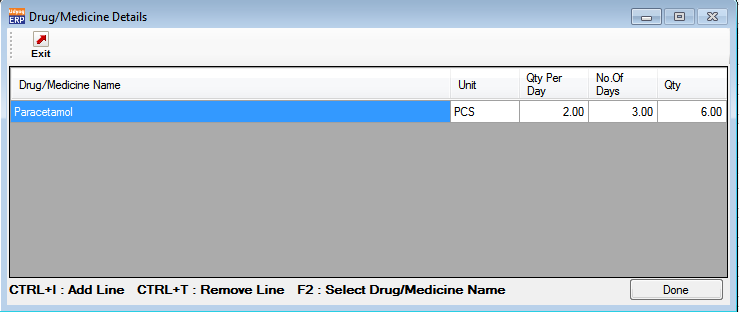 Udyog
ERP Drug/Medicine Details
Exit
Drug/Medicine Name Unit Qty Per Day No.Of Days Qty
Paracetamol PCS 2.00 3.00 6.00
CTRL+I : Add Line CTRL+T : Remove Line F2 : Select Drug/Medicine Name Done